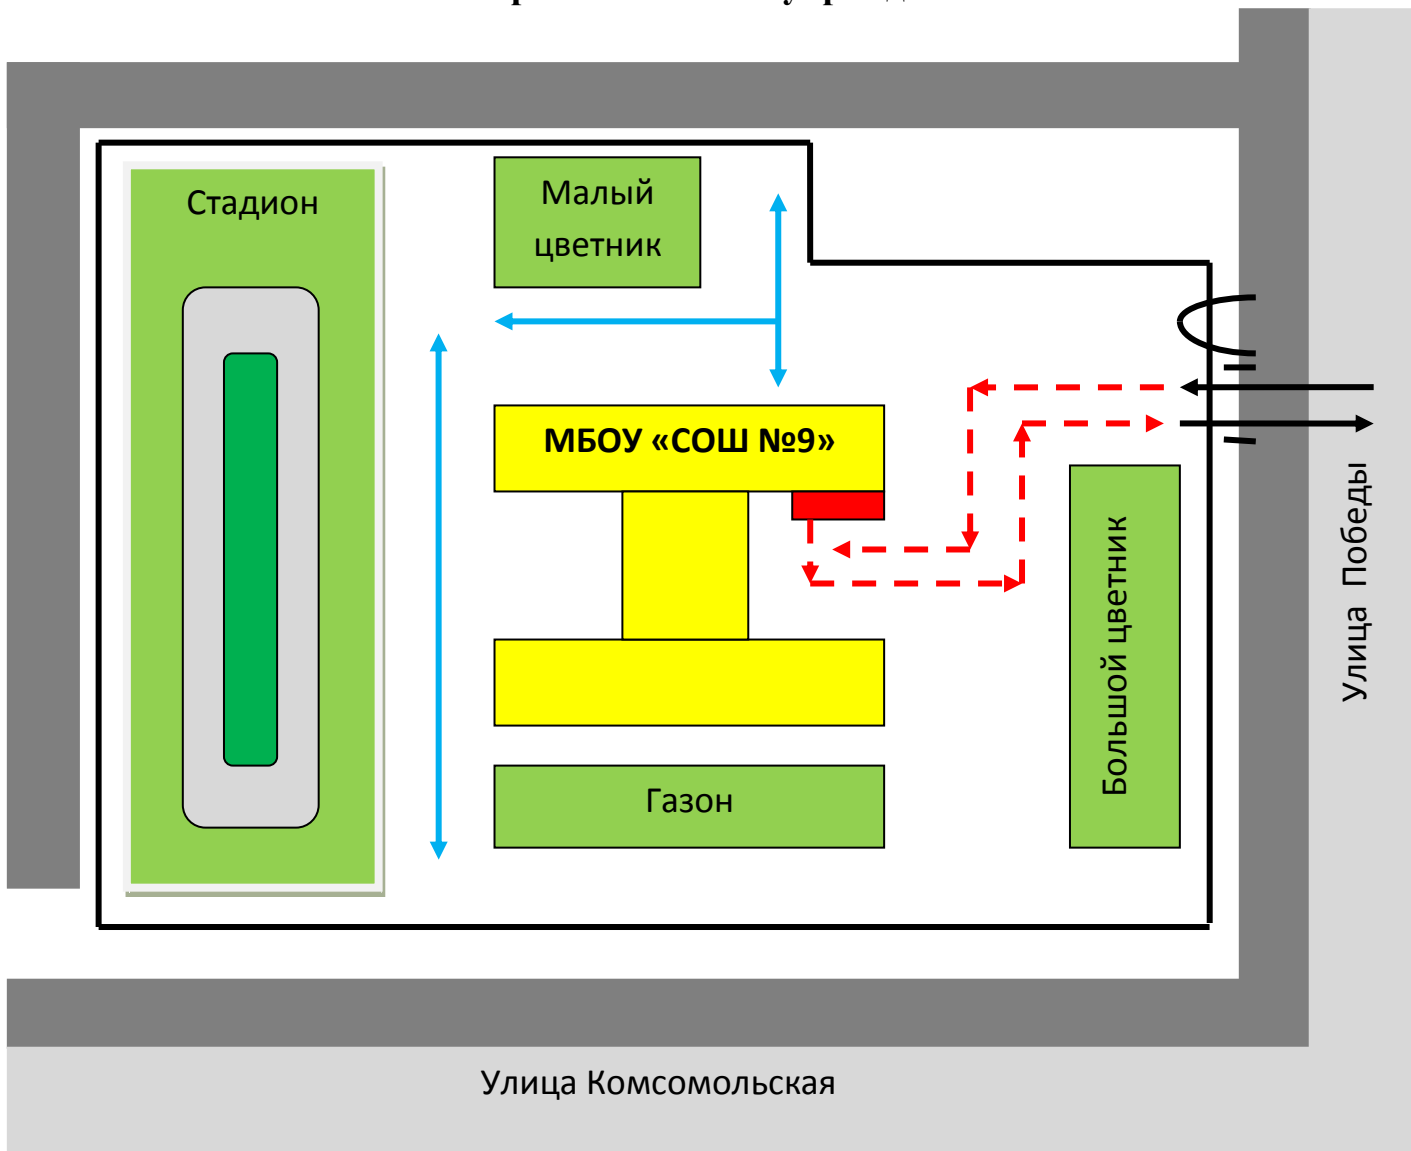 Стадион
Малый
цветник
МБОУ «СОШ №9»
Большой цветник
Улица Победы
Газон
Улица Комсомольская